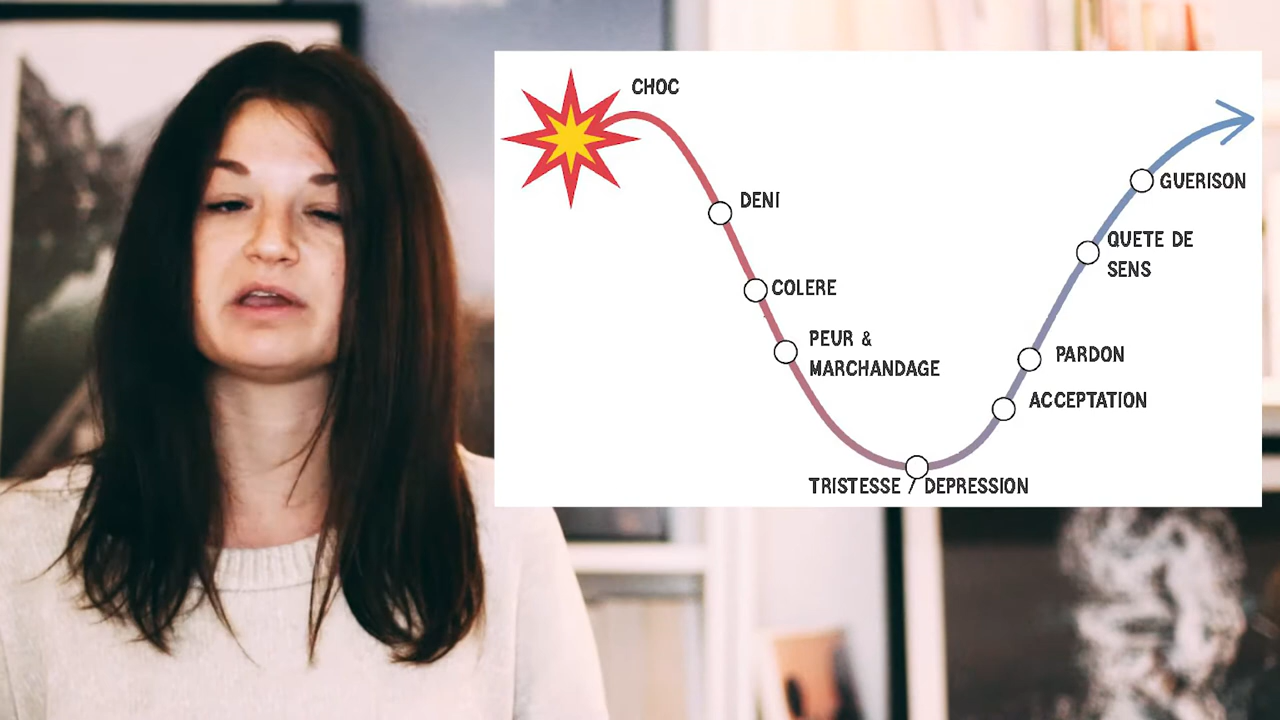 CHOC
DENI
COLERE
PEUR &
MARCHANDAGE
TRISTESSE / DEPRESSION
ACCEPTATION
PARDON
QUETE DE
SENS
GUERISON